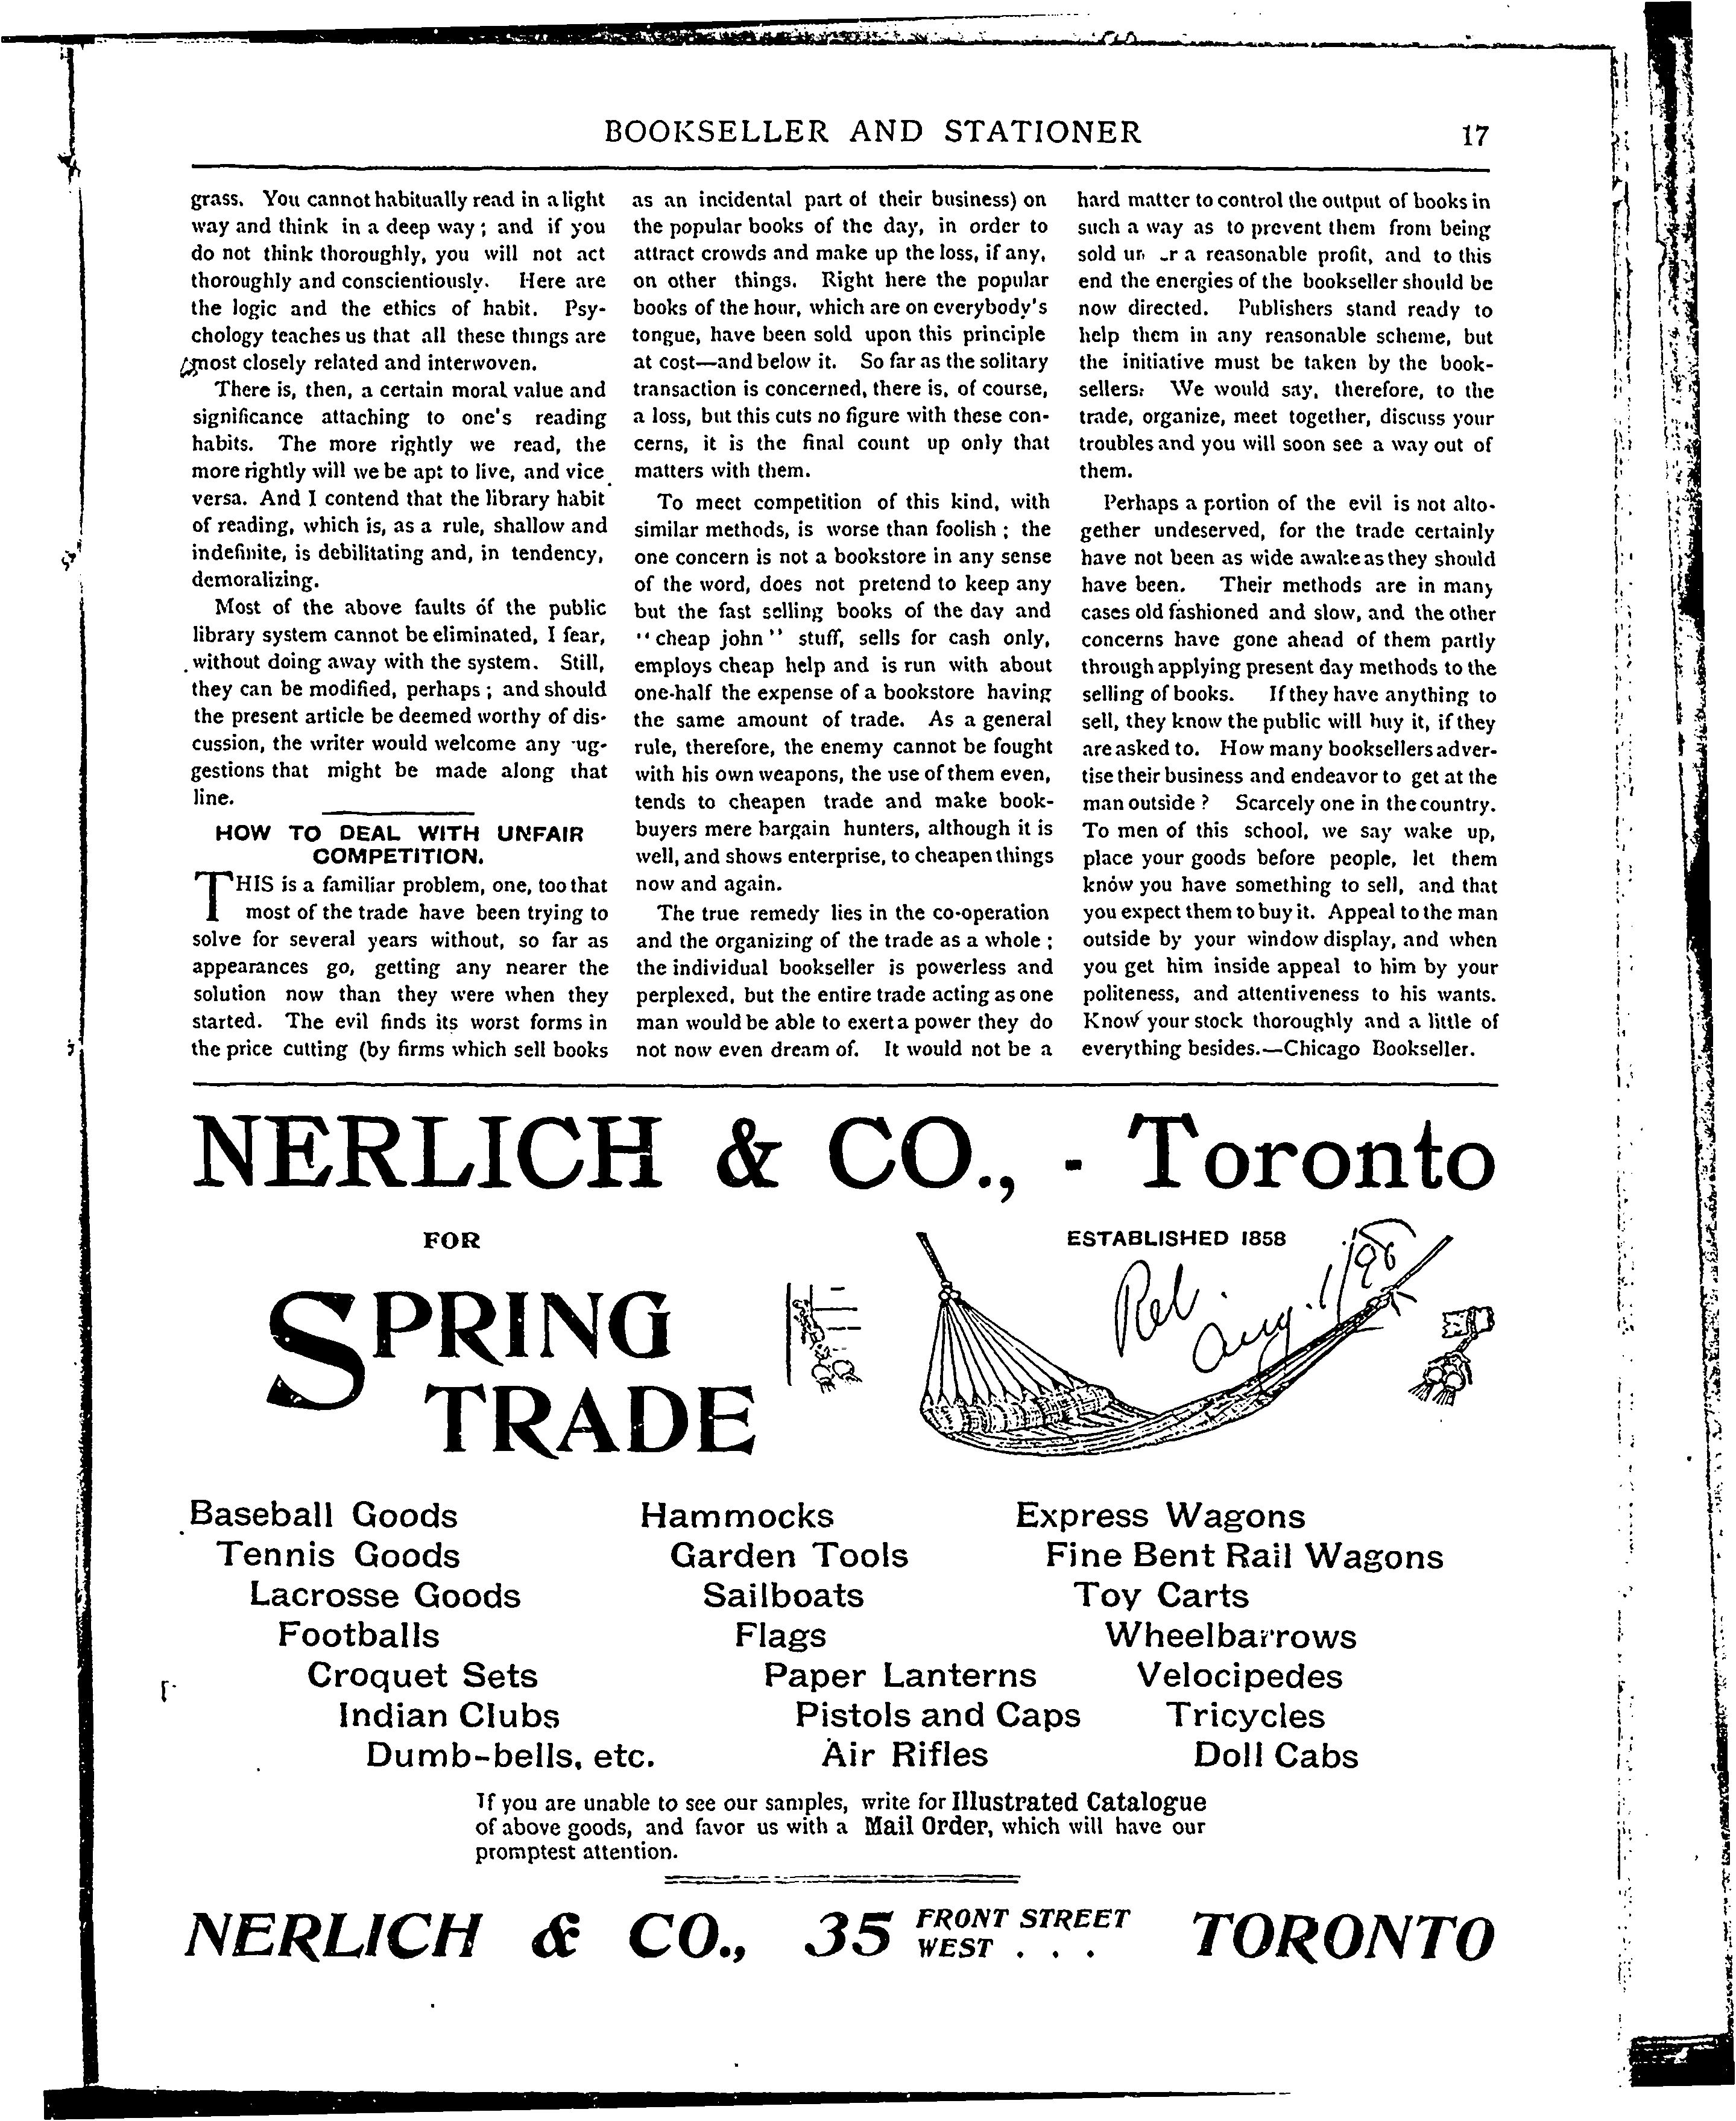 BOOKSELLER AND STATIONER
17
grass. You cannot habitually read in a light
way and think in a deep way ; and if you
do not think thoroughly, you will not act
thoroughly and conscientiously. Here are
the logic and the ethics of habit. Psy-
chology teaches us that all these things are
most closely related and interwoven.
There is, then, a certain moral value and
significance attaching to one's reading
habits. The more rightly we read, the
more rightly will we be apt to live, and vice
versa. And I contend that the library habit
of reading, which is, as a rule, shallow and
indefinite, is debilitating and, in tendency,
demoralizing.
Most of the above faults of the public
library system cannot be eliminated, I fear,
without doing away with the system. Still,
they can be modified, perhaps ; and should
the present article be deemed worthy of dis-
cussion, the writer would welcome any ug-
gestions that might be made along that
line.
HOW TO DEAL WITH UNFAIR
COMPETITION.
THIS is a familiar problem, one, too that
most of the trade have been trying to
solve for several years without, so far as
appearances go, getting any nearer the
solution now than they were when they
started. The evil finds its worst forms in
the price cutting (by firms which sell books
as an incidental part of their business) on
the popular books of the day, in order to
attract crowds and make up the loss, if any,
on other things. Right here the popular
books of the hour, which are on everybody's
tongue, have been sold upon this principle
at cost—and below it. So far as the solitary
transaction is concerned, there is, of course,
a loss, but this cuts no figure with these con-
cerns, it is the final count up only that
matters with them.
To meet competition of this kind, with
similar methods, is worse than foolish ; the
one concern is not a bookstore in any sense
of the word, does not pretend to keep any
but the fast selling books of the day and
"cheap john" stuff, sells for cash only,
employs cheap help and is run with about
one-half the expense of a bookstore having
the same amount of trade. As a general
rule, therefore, the enemy cannot be fought
with his own weapons, the use of them even,
tends to cheapen trade and make book-
buyers mere bargain hunters, although it is
well, and shows enterprise, to cheapen things
now and again.
The true remedy lies in the co-operation
and the organizing of the trade as a whole ;
the individual bookseller is powerless and
perplexed, but the entire trade acting as one
man would be able to exert a power they do
not now even dream of. It would not be a
hard matter to control the output of books in
such a way as to prevent them from being
sold a reasonable profit, and to this
end the energies of the bookseller should be
now directed. Publishers stand ready to
help them in any reasonable scheme, but
the initiative must be taken by the book-
sellers: We would say, therefore, to the
trade, organize, meet together, discuss your
troubles and you will soon see a way out of
them.
Perhaps a portion of the evil is not alto-
gether undeserved, for the trade certainly
have not been as wide awake as they should
have been. Their methods are in many
cases old fashioned and slow, and the other
concerns have gone ahead of them partly
through applying present day methods to the
selling of books. If they have anything to
sell, they know the public will buy it, if they
are asked to. How many booksellers adver-
tise their business and endeavor to get at the
man outside ? Scarcely one in the country.
To men of this school, we say wake up,
place your goods before people, let them
know you have something to sell, and that
you expect them to buy it. Appeal to the man
outside by your window display, and when
you get him inside appeal to him by your
politeness, and attentiveness to his wants.
Know your stock thoroughly and a little of
everything besides.—Chicago Bookseller.
NERLICH & CO., - Toronto
FOR
SPRING
TRADE
ESTABLISHED 1858
Aug. 1/98
Baseball Goods
Tennis Goods
Lacrosse Goods
Footballs
Croquet Sets
Indian Clubs
Dumb-bells, etc.
Hammocks
Garden Tools
Sailboats
Flags
Paper Lanterns
Pistols and Caps
Air Rifles
Express Wagons
Fine Bent Rail Wagons
Toy Carts
Wheelbarrows
Velocipedes
Tricycles
Doll Cabs
If you are unable to see our samples, write for Illustrated Catalogue
of above goods, and favor us with a Mail Order, which will have our
promptest attention.
NERLICH & CO., 35 FRONT STREET WEST . . . TORONTO